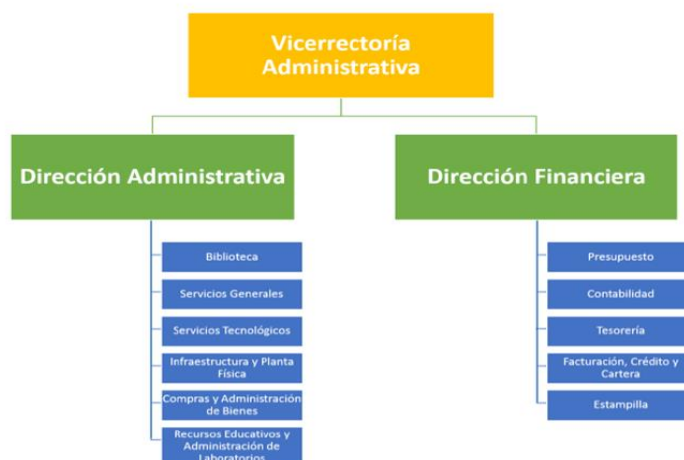 Vicerrectoría
Administrativa
Dirección Administrativa
Dirección Financiera
Biblioteca
Servicios Generales
Servicios Tecnológicos
Infraestructura y Planta
Física
Compras y Administración
de Bienes
Recursos Educativos y
Administración de
Laboratorios
Presupuesto
Contabilidad
Tesorería
Facturación, Crédito y
Cartera
Estampilla